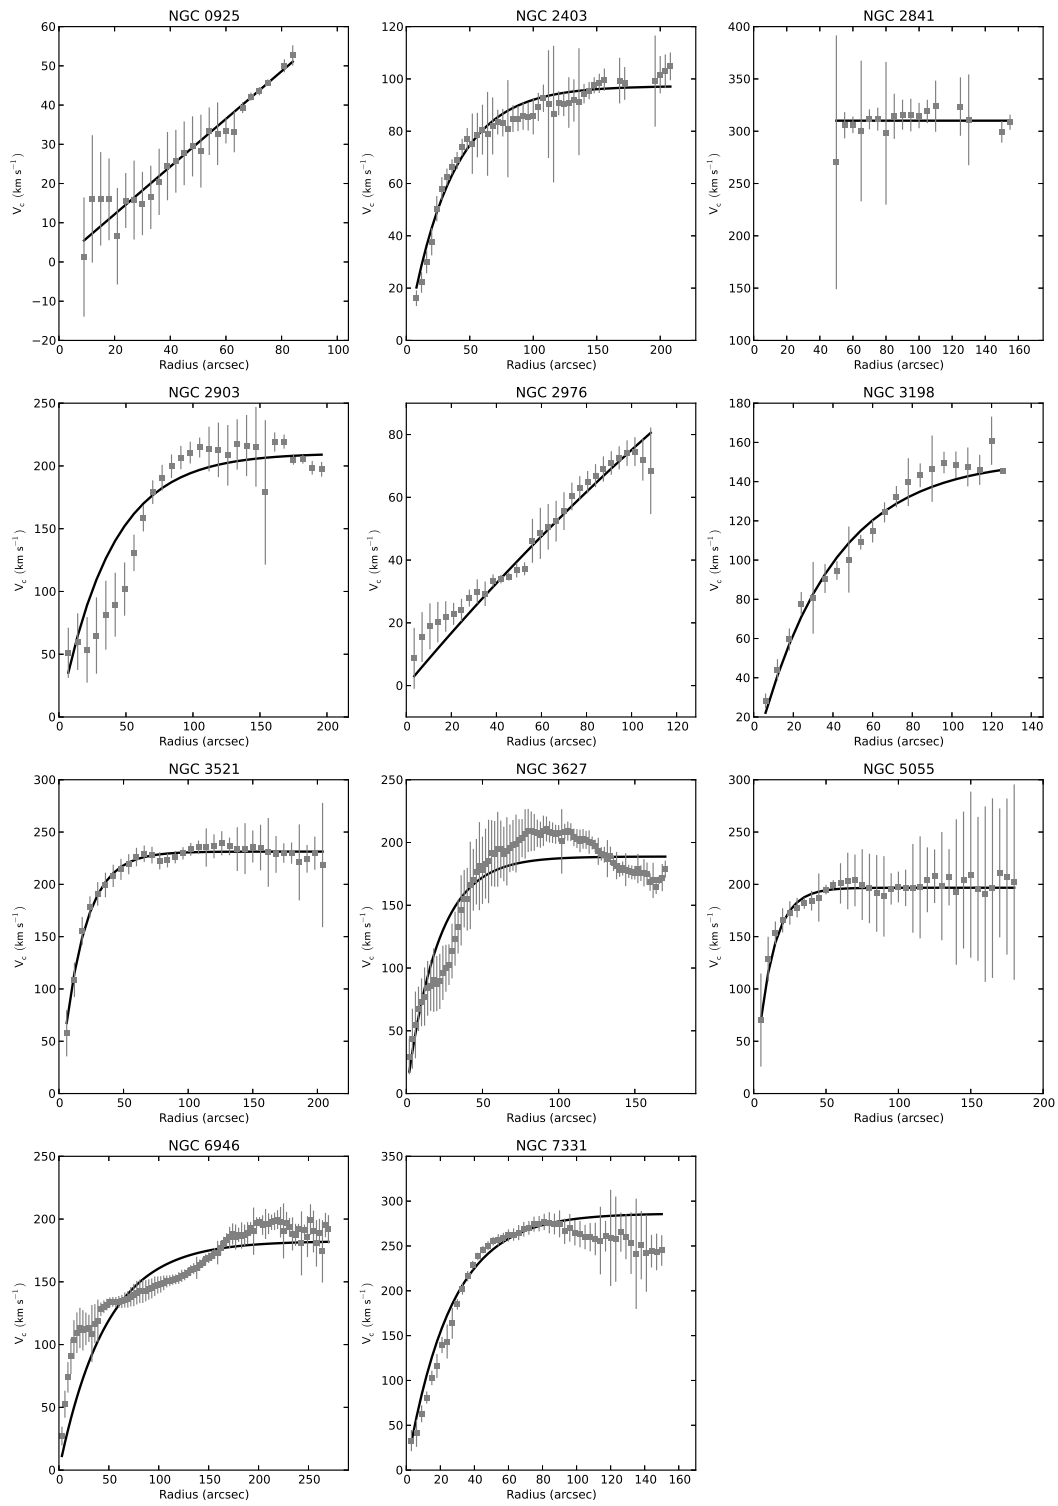 NGC 0925
60
50
40
30
20
10
0
−10
−20
V_c (km s⁻¹)
0 20 40 60 80 100
Radius (arcsec)
NGC 2403
120
100
80
60
40
20
0
V_c (km s⁻¹)
0 50 100 150 200
Radius (arcsec)
NGC 2841
400
350
300
250
200
150
100
V_c (km s⁻¹)
0 20 40 60 80 100 120 140 160
Radius (arcsec)
NGC 2903
250
200
150
100
50
0
V_c (km s⁻¹)
0 50 100 150 200
Radius (arcsec)
NGC 2976
80
60
40
20
0
V_c (km s⁻¹)
0 20 40 60 80 100 120
Radius (arcsec)
NGC 3198
180
160
140
120
100
80
60
40
20
V_c (km s⁻¹)
0 20 40 60 80 100 120 140
Radius (arcsec)
NGC 3521
300
250
200
150
100
50
0
V_c (km s⁻¹)
0 50 100 150 200
Radius (arcsec)
NGC 3627
250
200
150
100
50
0
V_c (km s⁻¹)
0 50 100 150
Radius (arcsec)
NGC 5055
300
250
200
150
100
50
0
V_c (km s⁻¹)
0 50 100 150 200
Radius (arcsec)
NGC 6946
250
200
150
100
50
0
V_c (km s⁻¹)
0 50 100 150 200 250
Radius (arcsec)
NGC 7331
350
300
250
200
150
100
50
0
V_c (km s⁻¹)
0 20 40 60 80 100 120 140 160
Radius (arcsec)